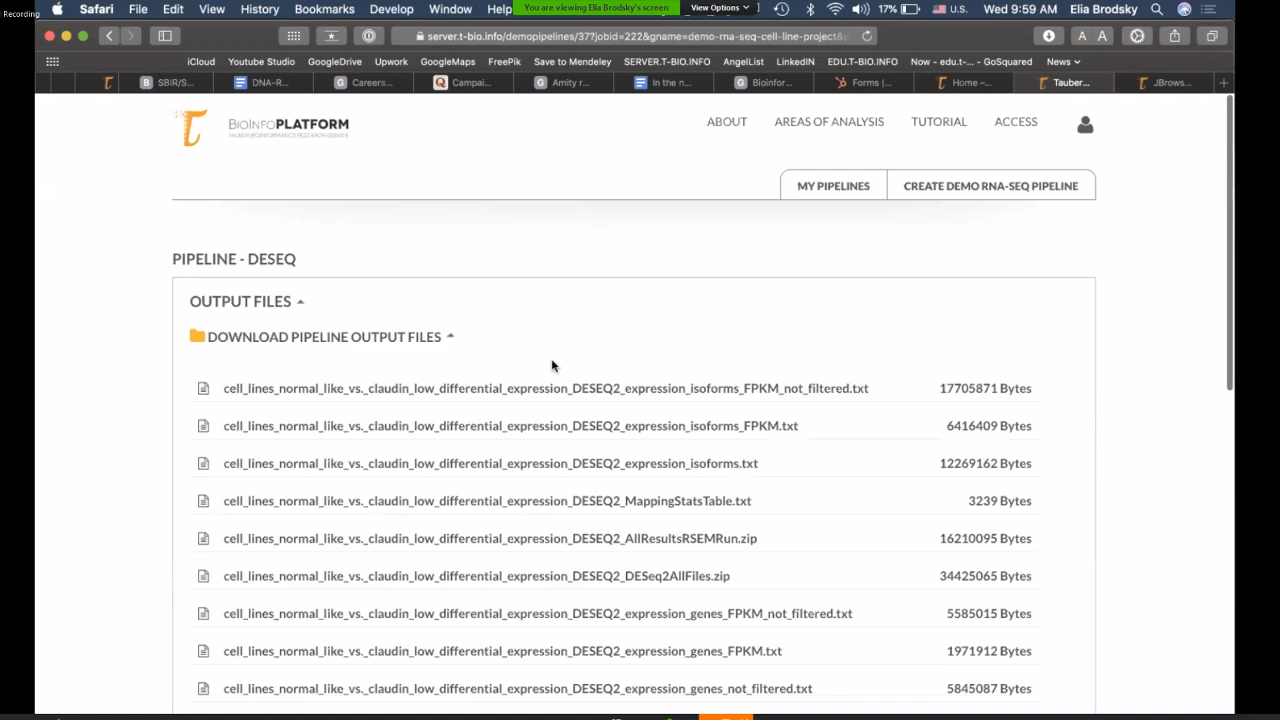 Recording
Safari File Edit View History Bookmarks Develop Window Help You are viewing Elia Brodsky's screen View Options 17% U.S. Wed 9:59 AM Elia Brodsky
server.t-bio.info/demopipelines/37?jobid=222&gname=demo-rna-seq-cell-line-project& A A
iCloud Youtube Studio GoogleDrive Upwork GoogleMaps FreePik Save to Mendeley SERVER.T-BIO.INFO AngelList LinkedIn EDU.T-BIO.INFO Now - edu.t-... - GoSquared News
SBIR/S... DNA-R... Careers... Campai... Amity r... In the n... Bioinfor... Forms |... Home –... Tauber... JBrows...
BIOINFOPLATFORM
ABOUT AREAS OF ANALYSIS TUTORIAL ACCESS
MY PIPELINES CREATE DEMO RNA-SEQ PIPELINE
PIPELINE - DESEQ
OUTPUT FILES
DOWNLOAD PIPELINE OUTPUT FILES
cell_lines_normal_like_vs._claudin_low_differential_expression_DESEQ2_expression_isoforms_FPKM_not_filtered.txt 17705871 Bytes
cell_lines_normal_like_vs._claudin_low_differential_expression_DESEQ2_expression_isoforms_FPKM.txt 6416409 Bytes
cell_lines_normal_like_vs._claudin_low_differential_expression_DESEQ2_expression_isoforms.txt 12269162 Bytes
cell_lines_normal_like_vs._claudin_low_differential_expression_DESEQ2_MappingStatsTable.txt 3239 Bytes
cell_lines_normal_like_vs._claudin_low_differential_expression_DESEQ2_AllResultsRSEMRun.zip 16210095 Bytes
cell_lines_normal_like_vs._claudin_low_differential_expression_DESEQ2_DESeq2AllFiles.zip 34425065 Bytes
cell_lines_normal_like_vs._claudin_low_differential_expression_DESEQ2_expression_genes_FPKM_not_filtered.txt 5585015 Bytes
cell_lines_normal_like_vs._claudin_low_differential_expression_DESEQ2_expression_genes_FPKM.txt 1971912 Bytes
cell_lines_normal_like_vs._claudin_low_differential_expression_DESEQ2_expression_genes_not_filtered.txt 5845087 Bytes